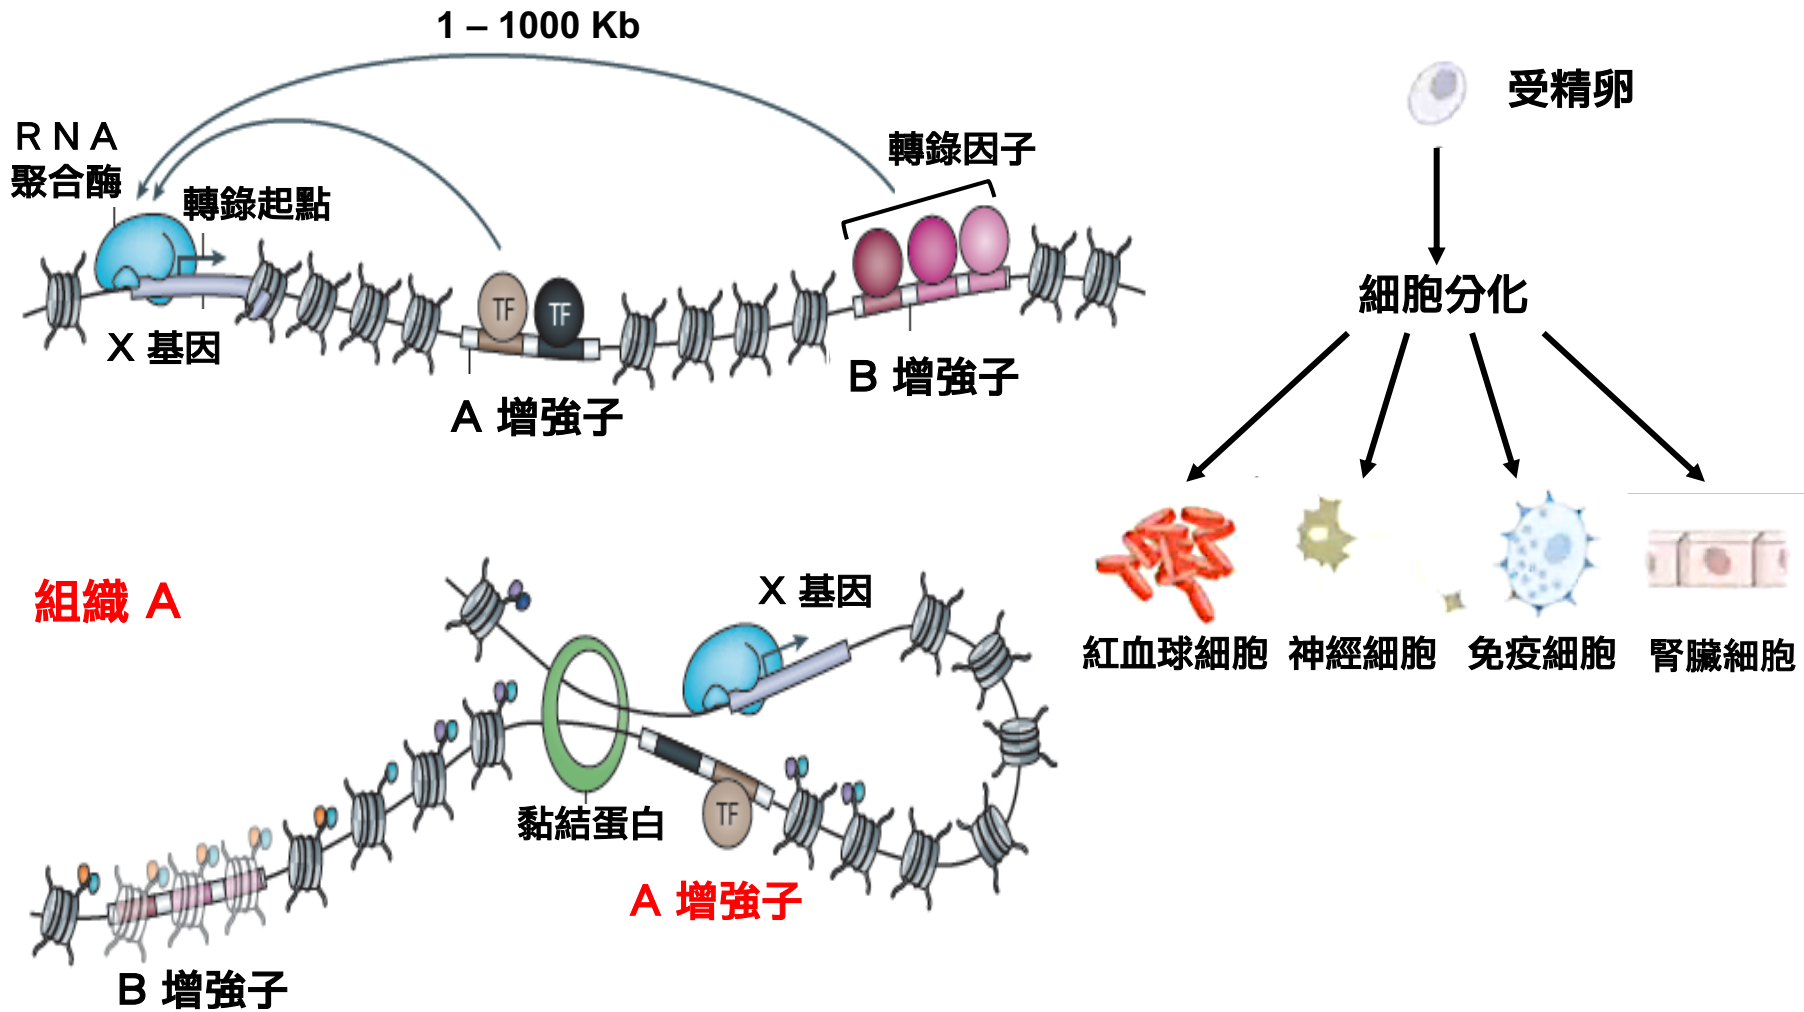 1 – 1000 Kb
RNA
聚合酶
轉錄起點
轉錄因子
X 基因
TF
TF
A 增強子
B 增強子
受精卵
細胞分化
紅血球細胞
神經細胞
免疫細胞
腎臟細胞
組織 A
X 基因
黏結蛋白
TF
A 增強子
B 增強子